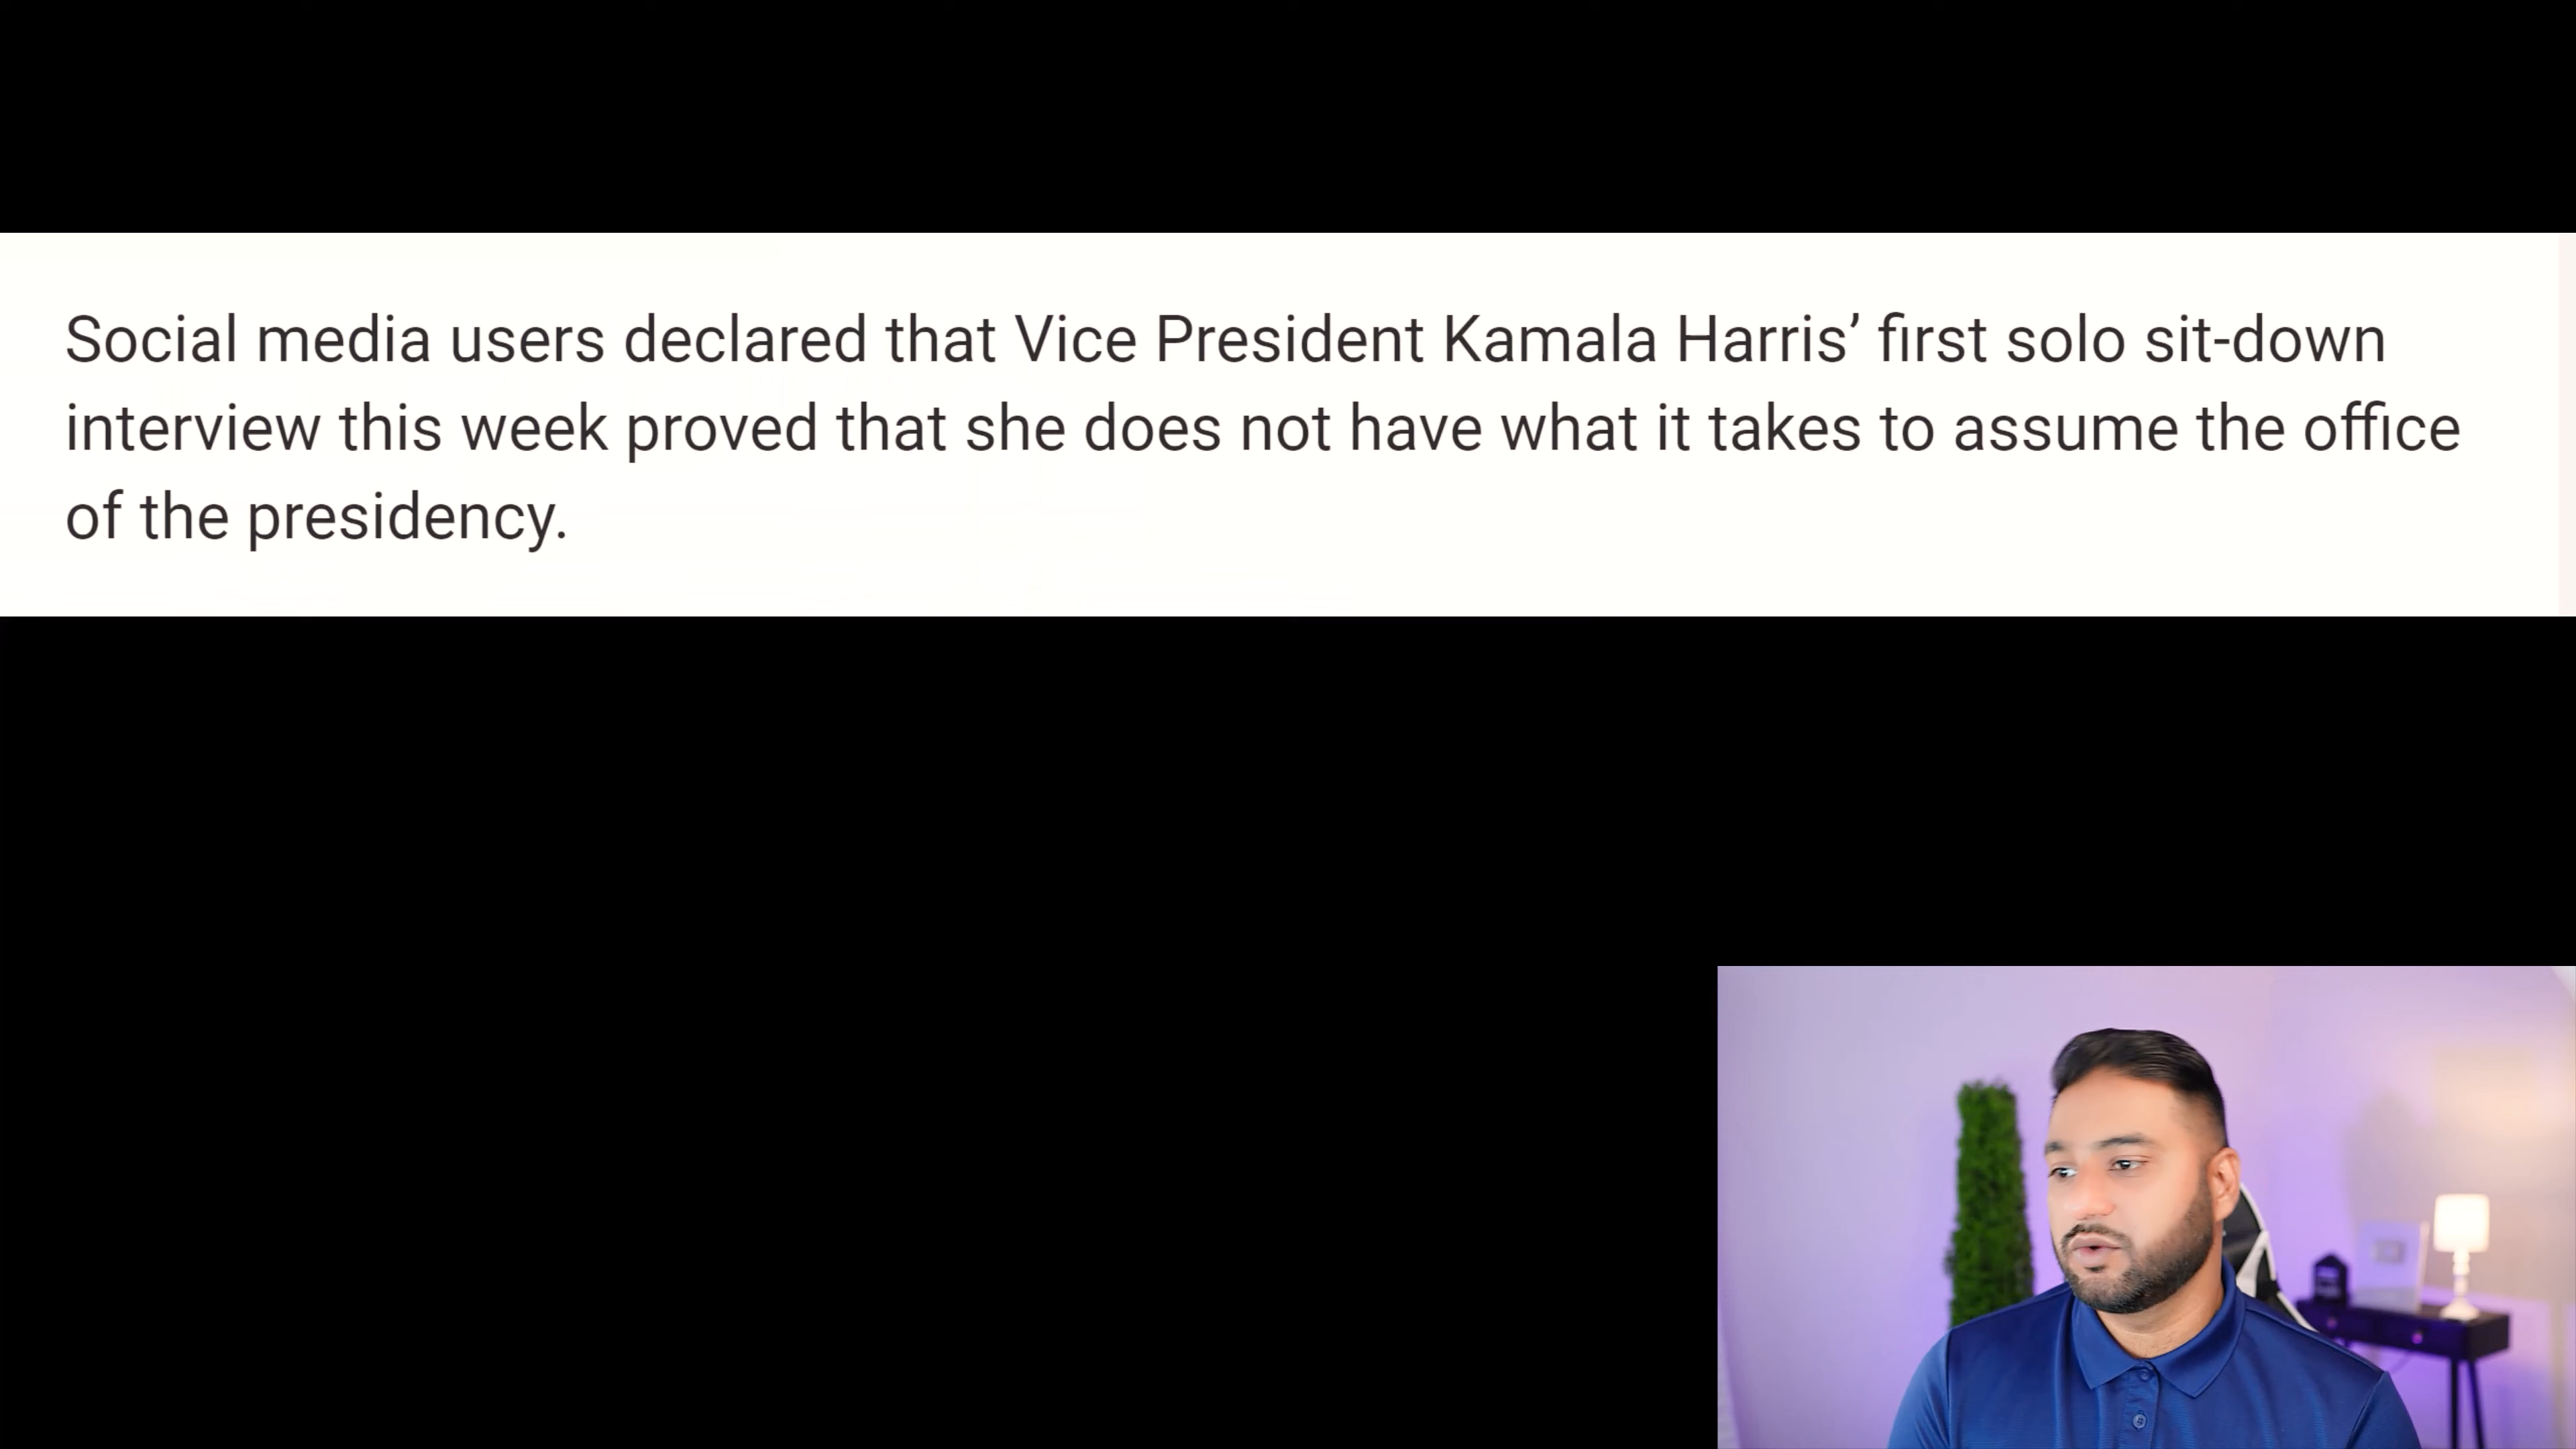 Social media users declared that Vice President Kamala Harris’ first solo sit-down
interview this week proved that she does not have what it takes to assume the office
of the presidency.